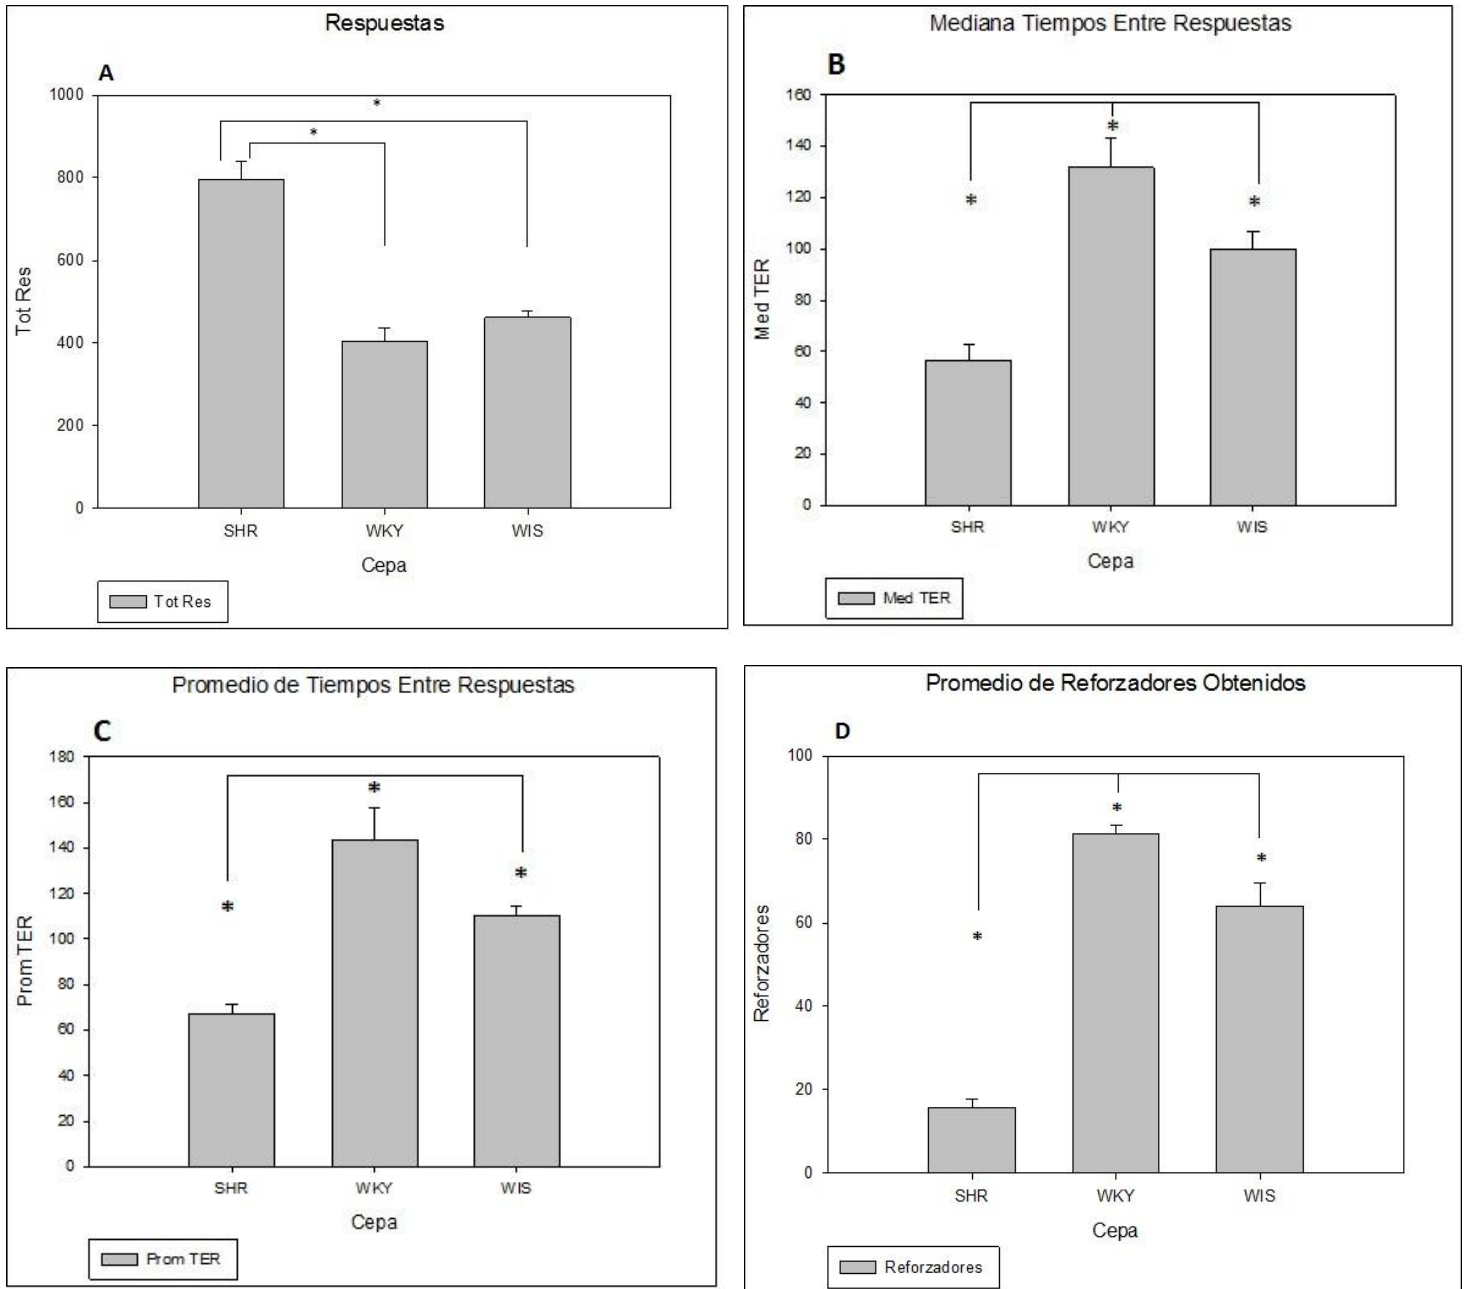 Respuestas
A
1000
800
600
400
200
0
Tot Res
*
*
SHR WKY WIS
Cepa
Tot Res
Mediana Tiempos Entre Respuestas
B
160
140
120
100
80
60
40
20
0
Med TER
*
*
*
SHR WKY WIS
Cepa
Med TER
Promedio de Tiempos Entre Respuestas
C
180
160
140
120
100
80
60
40
20
0
Prom TER
*
*
*
SHR WKY WIS
Cepa
Prom TER
Promedio de Reforzadores Obtenidos
D
100
80
60
40
20
0
Reforzadores
*
*
*
SHR WKY WIS
Cepa
Reforzadores